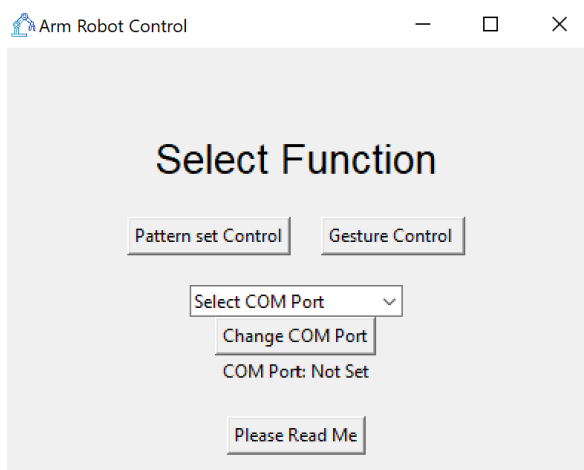 Arm Robot Control
Select Function
Pattern set Control Gesture Control
Select COM Port
Change COM Port
COM Port: Not Set
Please Read Me